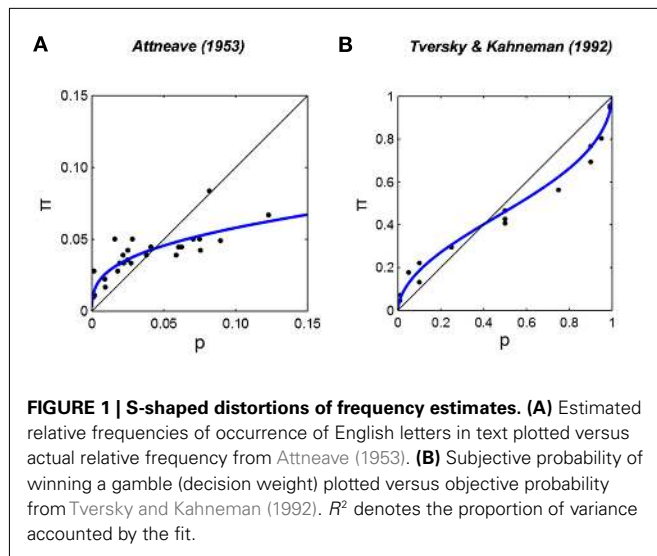 A
Attneave (1953)
B
Tversky & Kahneman (1992)
0.15
0.10
0.05
0
π
0
0.05
0.10
0.15
p
1
0.8
0.6
0.4
0.2
0
π
0
0.2
0.4
0.6
0.8
1
p
FIGURE 1 | S-shaped distortions of frequency estimates. (A) Estimated
relative frequencies of occurrence of English letters in text plotted versus
actual relative frequency from Attneave (1953). (B) Subjective probability of
winning a gamble (decision weight) plotted versus objective probability
from Tversky and Kahneman (1992). R² denotes the proportion of variance
accounted by the fit.